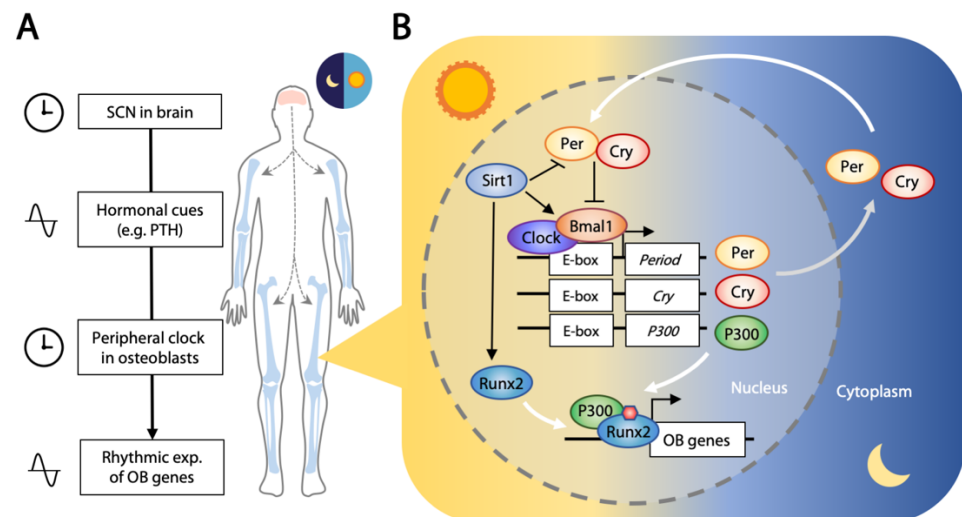 A
SCN in brain
Hormonal cues
(e.g. PTH)
Peripheral clock
in osteoblasts
Rhythmic exp.
of OB genes
B
Per
Cry
Sirt1
Bmal1
Clock
E-box
Period
E-box
Cry
E-box
P300
Per
Cry
P300
Per
Cry
Runx2
Nucleus
Cytoplasm
P300
Runx2
OB genes